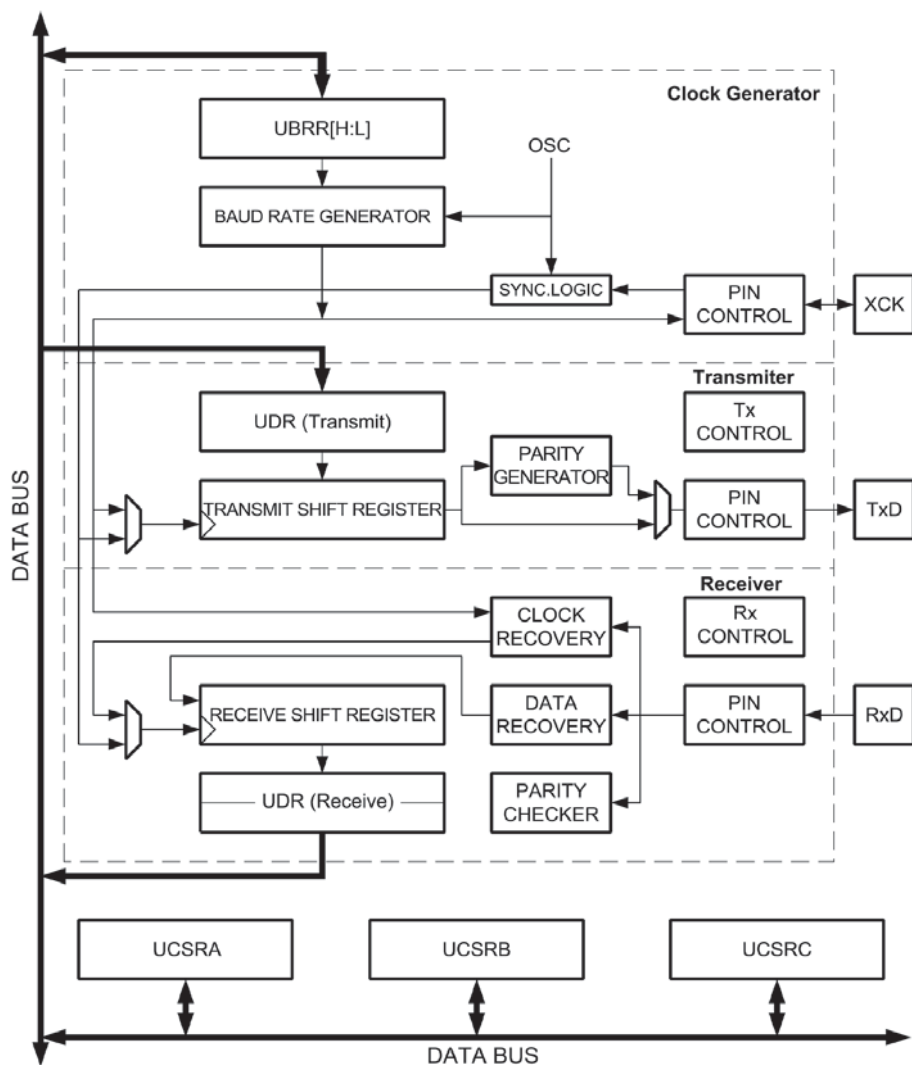 Clock Generator
UBRR[H:L]
OSC
BAUD RATE GENERATOR
SYNC.LOGIC
PIN
CONTROL
XCK
Transmiter
UDR (Transmit)
Tx
CONTROL
PARITY
GENERATOR
TRANSMIT SHIFT REGISTER
PIN
CONTROL
TxD
DATA BUS
Receiver
CLOCK
RECOVERY
Rx
CONTROL
RECEIVE SHIFT REGISTER
DATA
RECOVERY
PIN
CONTROL
RxD
UDR (Receive)
PARITY
CHECKER
UCSRA
UCSRB
UCSRC
DATA BUS